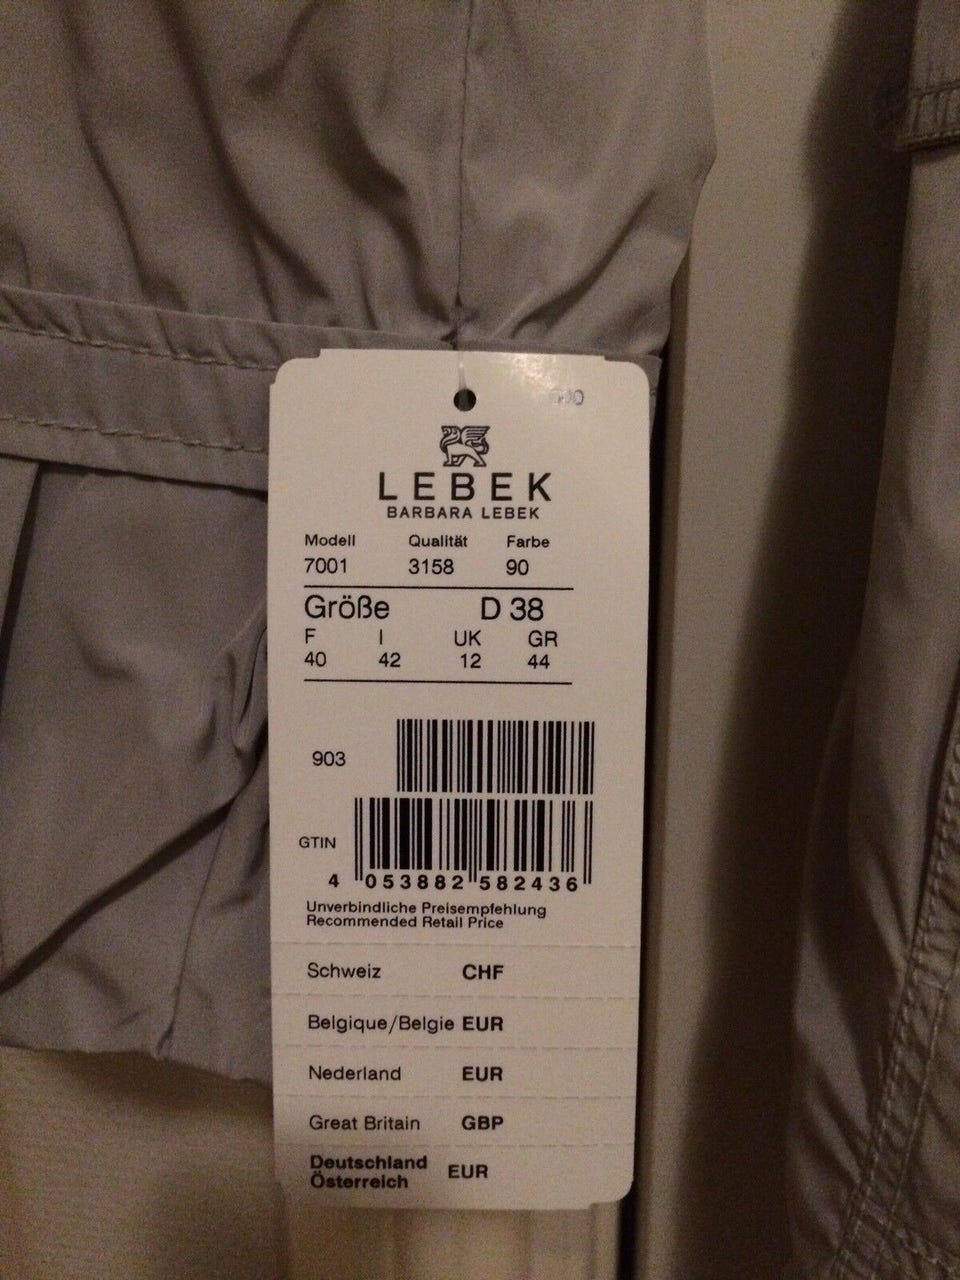 LEBEK
BARBARA LEBEK
Modell Qualität Farbe
7001 3158 90
Größe D 38
F I UK GR
40 42 12 44
903
GTIN
4 053882 582436
Unverbindliche Preisempfehlung
Recommended Retail Price
Schweiz CHF
Belgique/Belgie EUR
Nederland EUR
Great Britain GBP
Deutschland
Österreich EUR